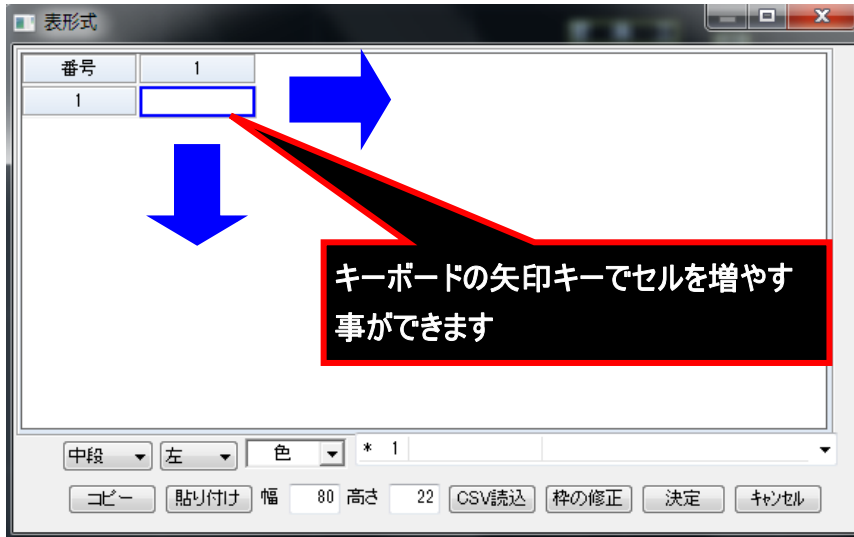 表形式
番号 1
1
キーボードの矢印キーでセルを増やす
事ができます
中段 左 色 * 1
コピー 貼り付け 幅 80 高さ 22 CSV読込 枠の修正 決定 ｷｬﾝｾﾙ